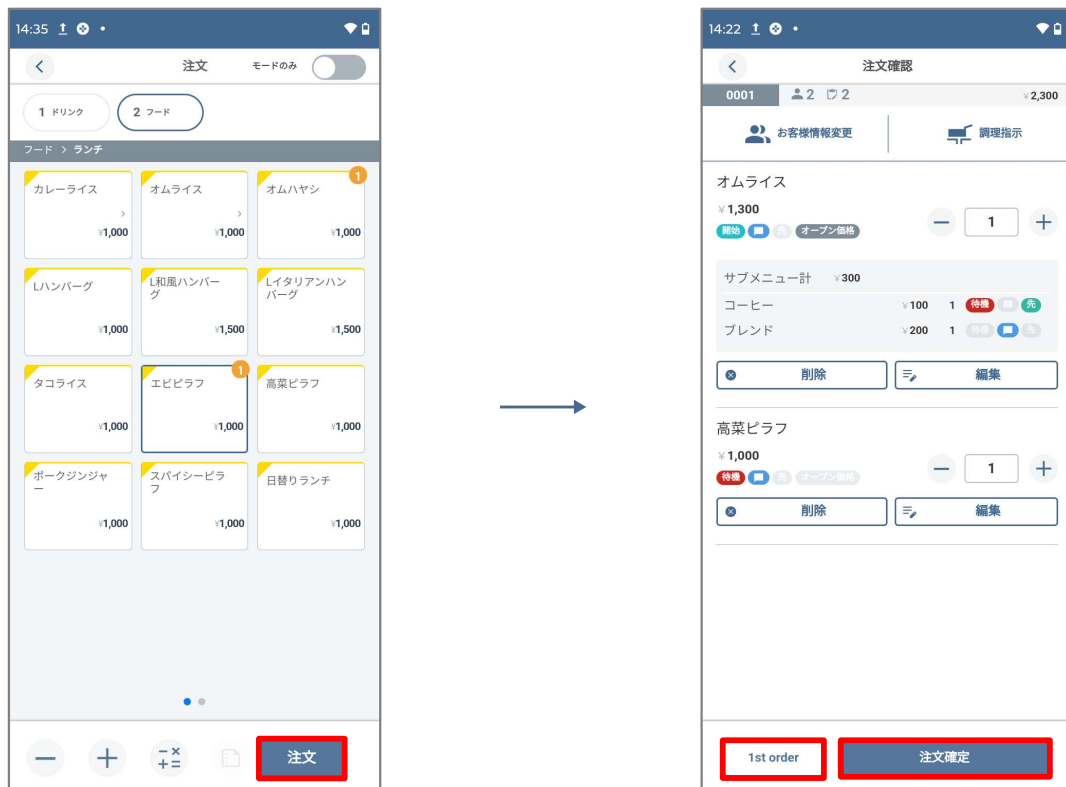 14:35
注文
モードのみ
1 ドリンク
2 フード
フード > ランチ
カレーライス
¥1,000
オムライス
¥1,000
オムハヤシ
1
¥1,000
Lハンバーグ
¥1,000
L和風ハンバー
グ
¥1,500
Lイタリアンハン
バーグ
¥1,500
タコライス
¥1,000
エビピラフ
1
¥1,000
高菜ピラフ
¥1,000
ポークジンジャ
ー
¥1,000
スパイシーピラ
フ
¥1,000
日替りランチ
¥1,000
注文
14:22
注文確認
0001 2 2 ¥2,300
お客様情報変更
調理指示
オムライス
¥1,300
開始 先 オープン価格
1
サブメニュー計 ¥300
コーヒー ¥100 1 待機 先
ブレンド ¥200 1 待機 先
削除
編集
高菜ピラフ
¥1,000
待機 先 オープン価格
1
削除
編集
1st order
注文確定